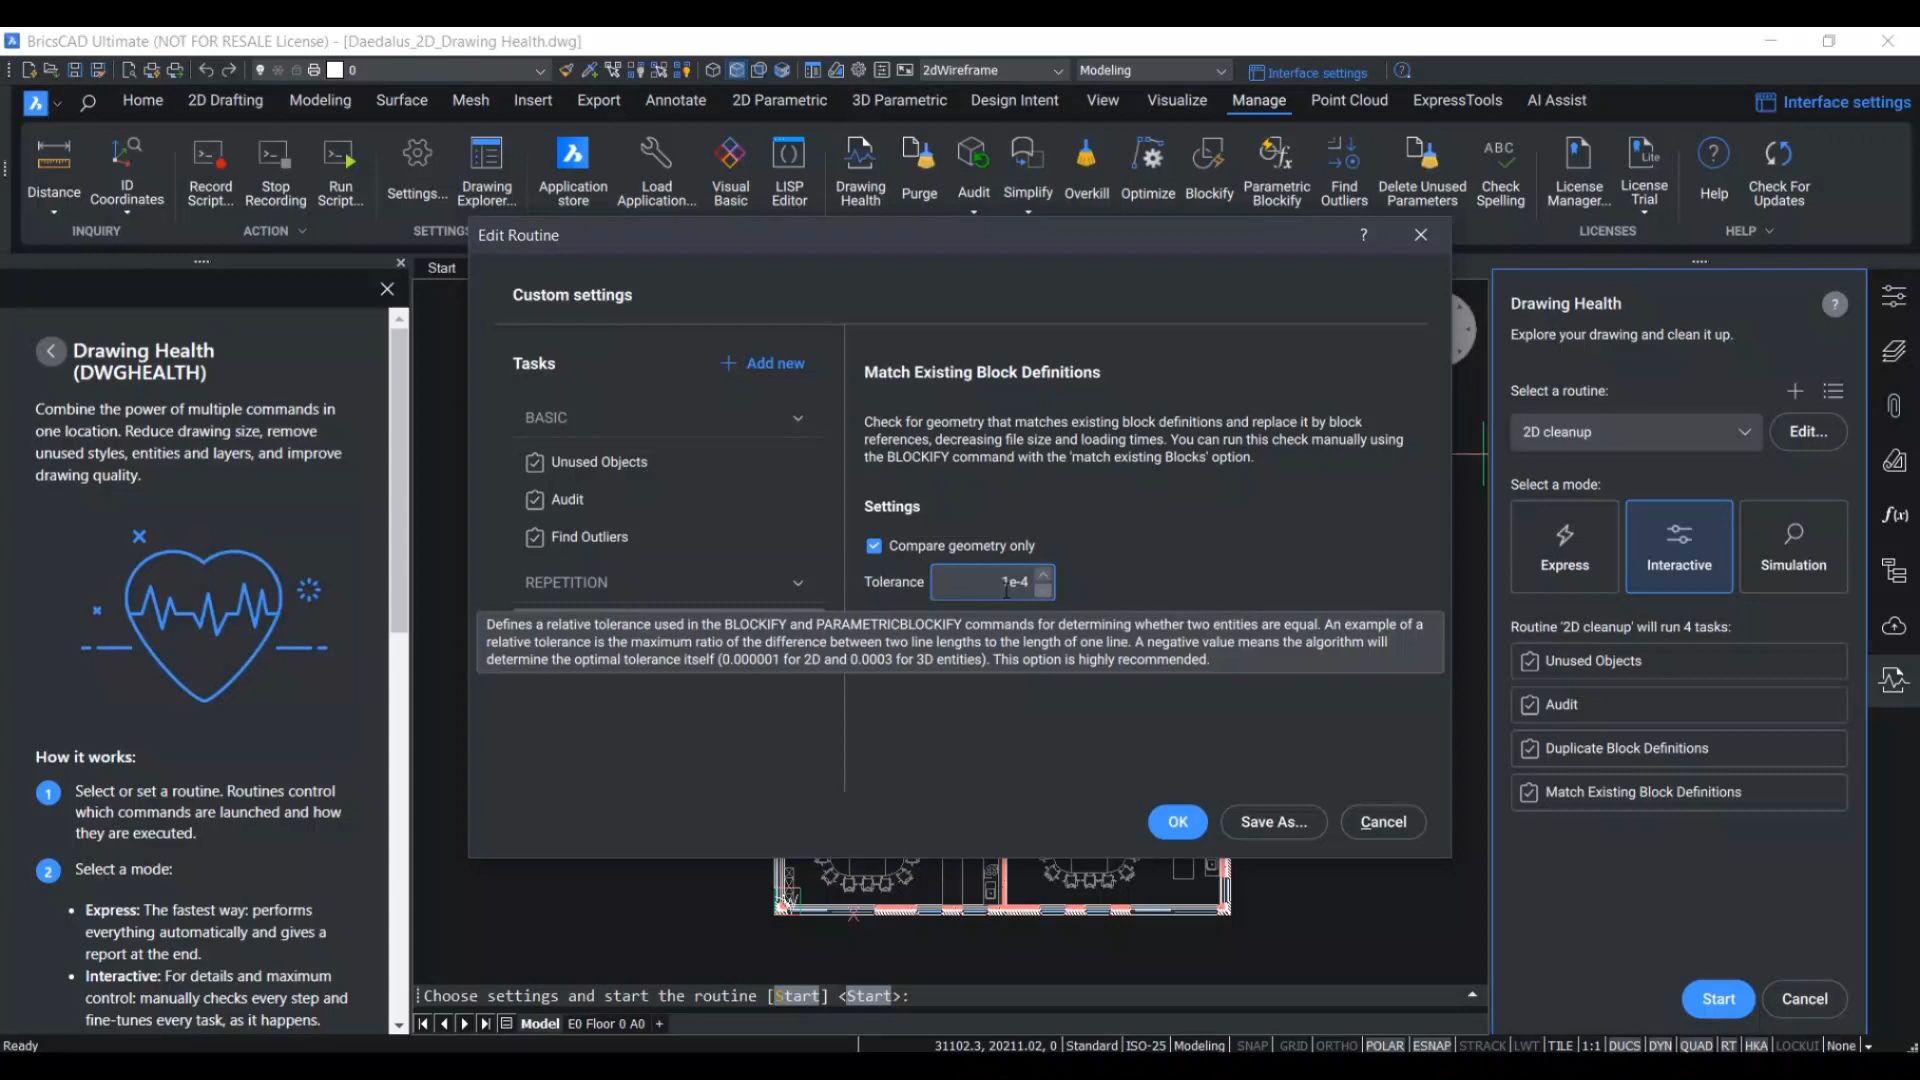 BricsCAD Ultimate (NOT FOR RESALE License) - [Daedalus_2D_Drawing Health.dwg]
0
2dWireframe
Modeling
Interface settings
Home
2D Drafting
Modeling
Surface
Mesh
Insert
Export
Annotate
2D Parametric
3D Parametric
Design Intent
View
Visualize
Manage
Point Cloud
ExpressTools
AI Assist
Interface settings
Distance
ID
Coordinates
Record
Script...
Stop
Recording
Run
Script...
Settings...
Drawing
Explorer...
Application
store
Load
Application...
Visual
Basic
LISP
Editor
Drawing
Health
Purge
Audit
Simplify
Overkill
Optimize
Blockify
Parametric
Blockify
Find
Outliers
Delete Unused
Parameters
ABC
Check
Spelling
License
Manager...
Lite
License
Trial
Help
Check For
Updates
INQUIRY
ACTION
SETTINGS
LICENSES
HELP
Start
Drawing Health
(DWGHEALTH)
Combine the power of multiple commands in
one location. Reduce drawing size, remove
unused styles, entities and layers, and improve
drawing quality.
How it works:
1
Select or set a routine. Routines control
which commands are launched and how
they are executed.
2
Select a mode:
• Express: The fastest way: performs
everything automatically and gives a
report at the end.
• Interactive: For details and maximum
control: manually checks every step and
fine-tunes every task, as it happens.
Edit Routine
?
Custom settings
Tasks
Add new
BASIC
Unused Objects
Audit
Find Outliers
REPETITION
Match Existing Block Definitions
Check for geometry that matches existing block definitions and replace it by block
references, decreasing file size and loading times. You can run this check manually using
the BLOCKIFY command with the 'match existing Blocks' option.
Settings
Compare geometry only
Tolerance
1e-4
Defines a relative tolerance used in the BLOCKIFY and PARAMETRICBLOCKIFY commands for determining whether two entities are equal. An example of a
relative tolerance is the maximum ratio of the difference between two line lengths to the length of one line. A negative value means the algorithm will
determine the optimal tolerance itself (0.000001 for 2D and 0.0003 for 3D entities). This option is highly recommended.
OK
Save As...
Cancel
Drawing Health
?
Explore your drawing and clean it up.
Select a routine:
2D cleanup
Edit...
Select a mode:
Express
Interactive
Simulation
Routine '2D cleanup' will run 4 tasks:
Unused Objects
Audit
Duplicate Block Definitions
Match Existing Block Definitions
Start
Cancel
f(x)
Choose settings and start the routine [Start] <Start>:
Model
E0 Floor 0 A0
+
Ready
31102.3, 20211.02, 0
Standard
ISO-25
Modeling
SNAP
GRID
ORTHO
POLAR
ESNAP
STRACK
LWT
TILE
1:1
DUCS
DYN
QUAD
RT
HKA
LOCKUI
None